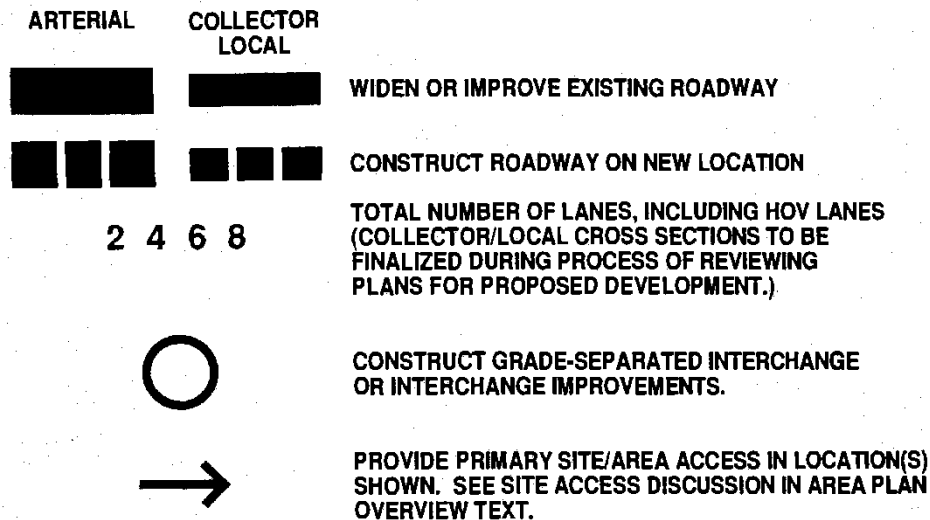 ARTERIAL
COLLECTOR
LOCAL
WIDEN OR IMPROVE EXISTING ROADWAY
CONSTRUCT ROADWAY ON NEW LOCATION
2 4 6 8
TOTAL NUMBER OF LANES, INCLUDING HOV LANES
(COLLECTOR/LOCAL CROSS SECTIONS TO BE
FINALIZED DURING PROCESS OF REVIEWING
PLANS FOR PROPOSED DEVELOPMENT.)
CONSTRUCT GRADE-SEPARATED INTERCHANGE
OR INTERCHANGE IMPROVEMENTS.
PROVIDE PRIMARY SITE/AREA ACCESS IN LOCATION(S)
SHOWN. SEE SITE ACCESS DISCUSSION IN AREA PLAN
OVERVIEW TEXT.